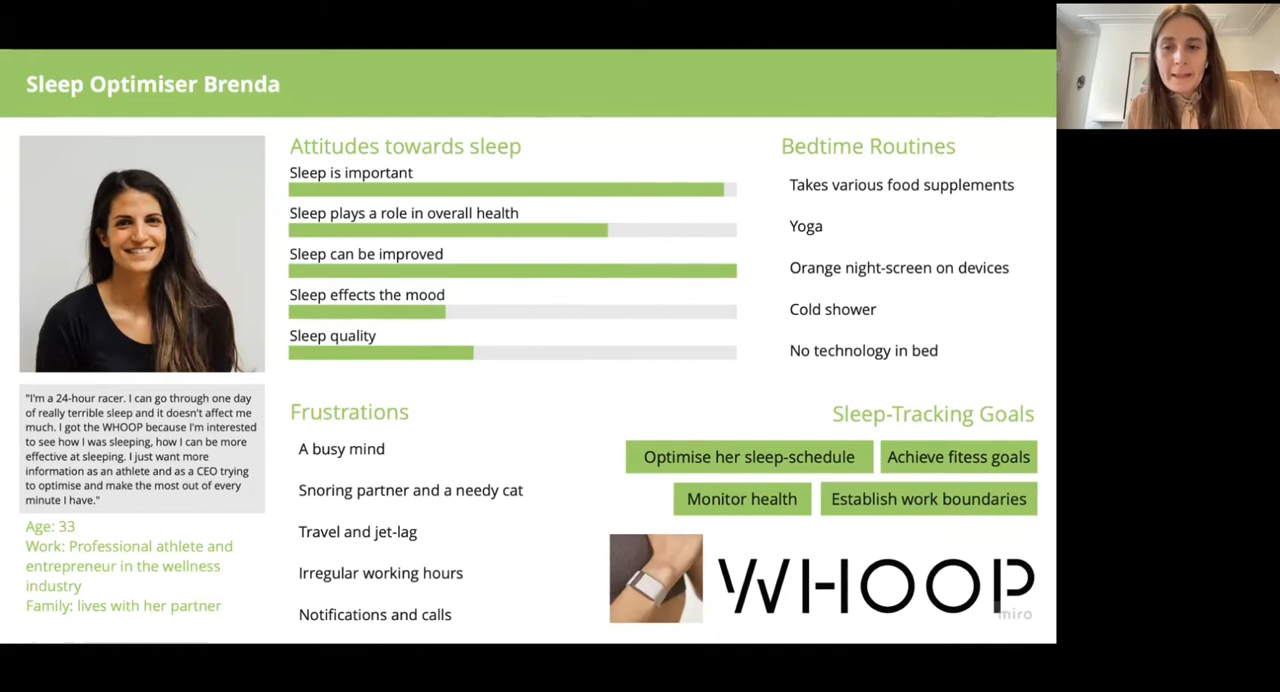 Sleep Optimiser Brenda
Attitudes towards sleep
Sleep is important
Sleep plays a role in overall health
Sleep can be improved
Sleep effects the mood
Sleep quality
Bedtime Routines
Takes various food supplements
Yoga
Orange night-screen on devices
Cold shower
No technology in bed
"I'm a 24-hour racer. I can go through one day
of really terrible sleep and it doesn't affect me
much. I got the WHOOP because I'm interested
to see how I was sleeping, how I can be more
effective at sleeping. I just want more
information as an athlete and as a CEO trying
to optimise and make the most out of every
minute I have."
Age: 33
Work: Professional athlete and
entrepreneur in the wellness
industry
Family: lives with her partner
Frustrations
A busy mind
Snoring partner and a needy cat
Travel and jet-lag
Irregular working hours
Notifications and calls
Sleep-Tracking Goals
Optimise her sleep-schedule
Achieve fitess goals
Monitor health
Establish work boundaries
WHOOP
miro